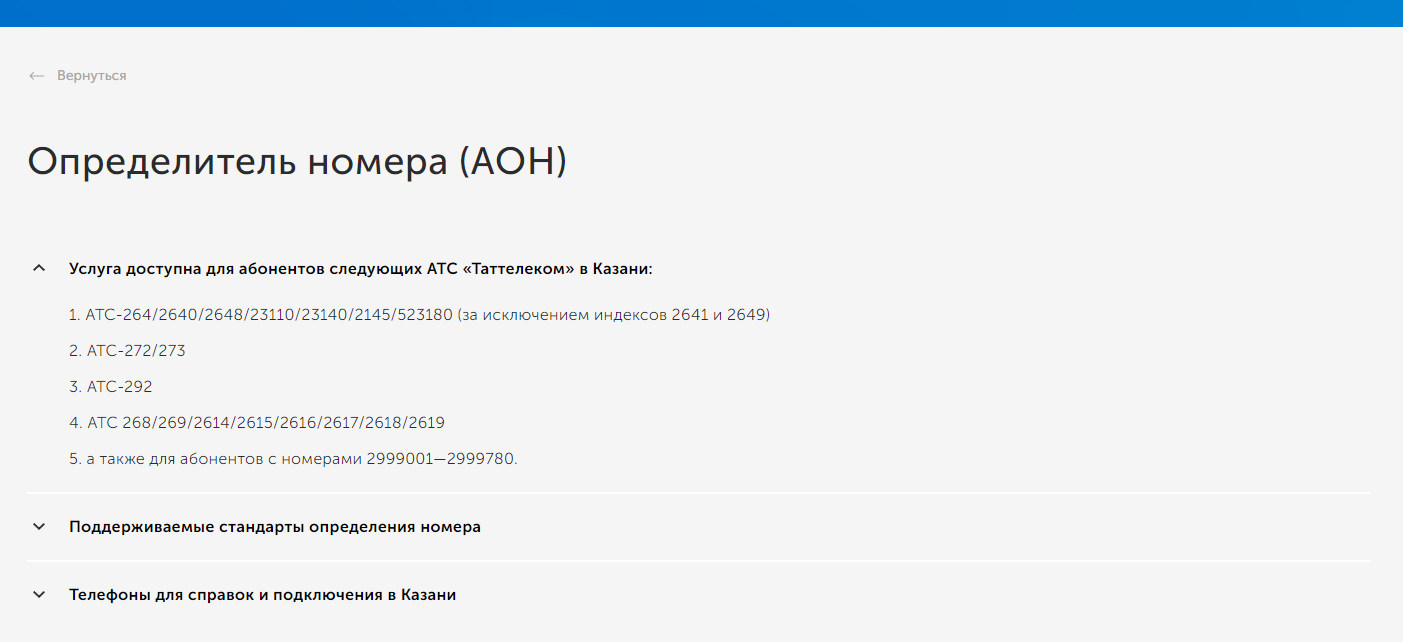 Вернуться
Определитель номера (АОН)
Услуга доступна для абонентов следующих АТС «Таттелеком» в Казани:
1. АТС-264/2640/2648/23110/23140/2145/523180 (за исключением индексов 2641 и 2649)
2. АТС-272/273
3. АТС-292
4. АТС 268/269/2614/2615/2616/2617/2618/2619
5. а также для абонентов с номерами 2999001—2999780.
Поддерживаемые стандарты определения номера
Телефоны для справок и подключения в Казани